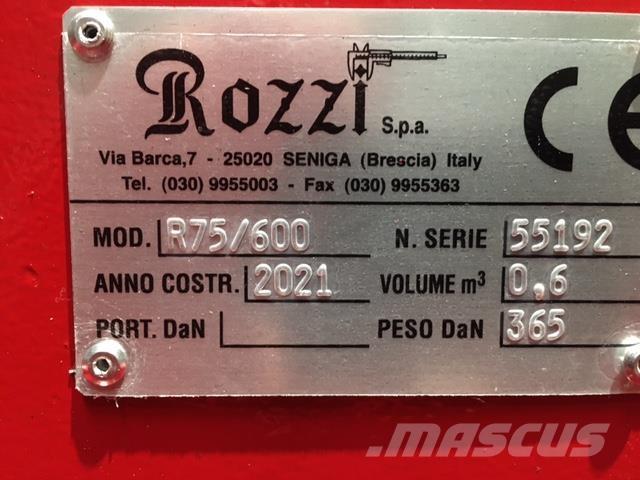 Rozzi S.p.a.
CE
Via Barca,7 - 25020 SENIGA (Brescia) Italy
Tel. (030) 9955003 - Fax (030) 9955363
MOD. R75/600 N. SERIE 55192
ANNO COSTR. 2021 VOLUME m³ 0,6
PORT. DaN PESO DaN 365
MASCUS